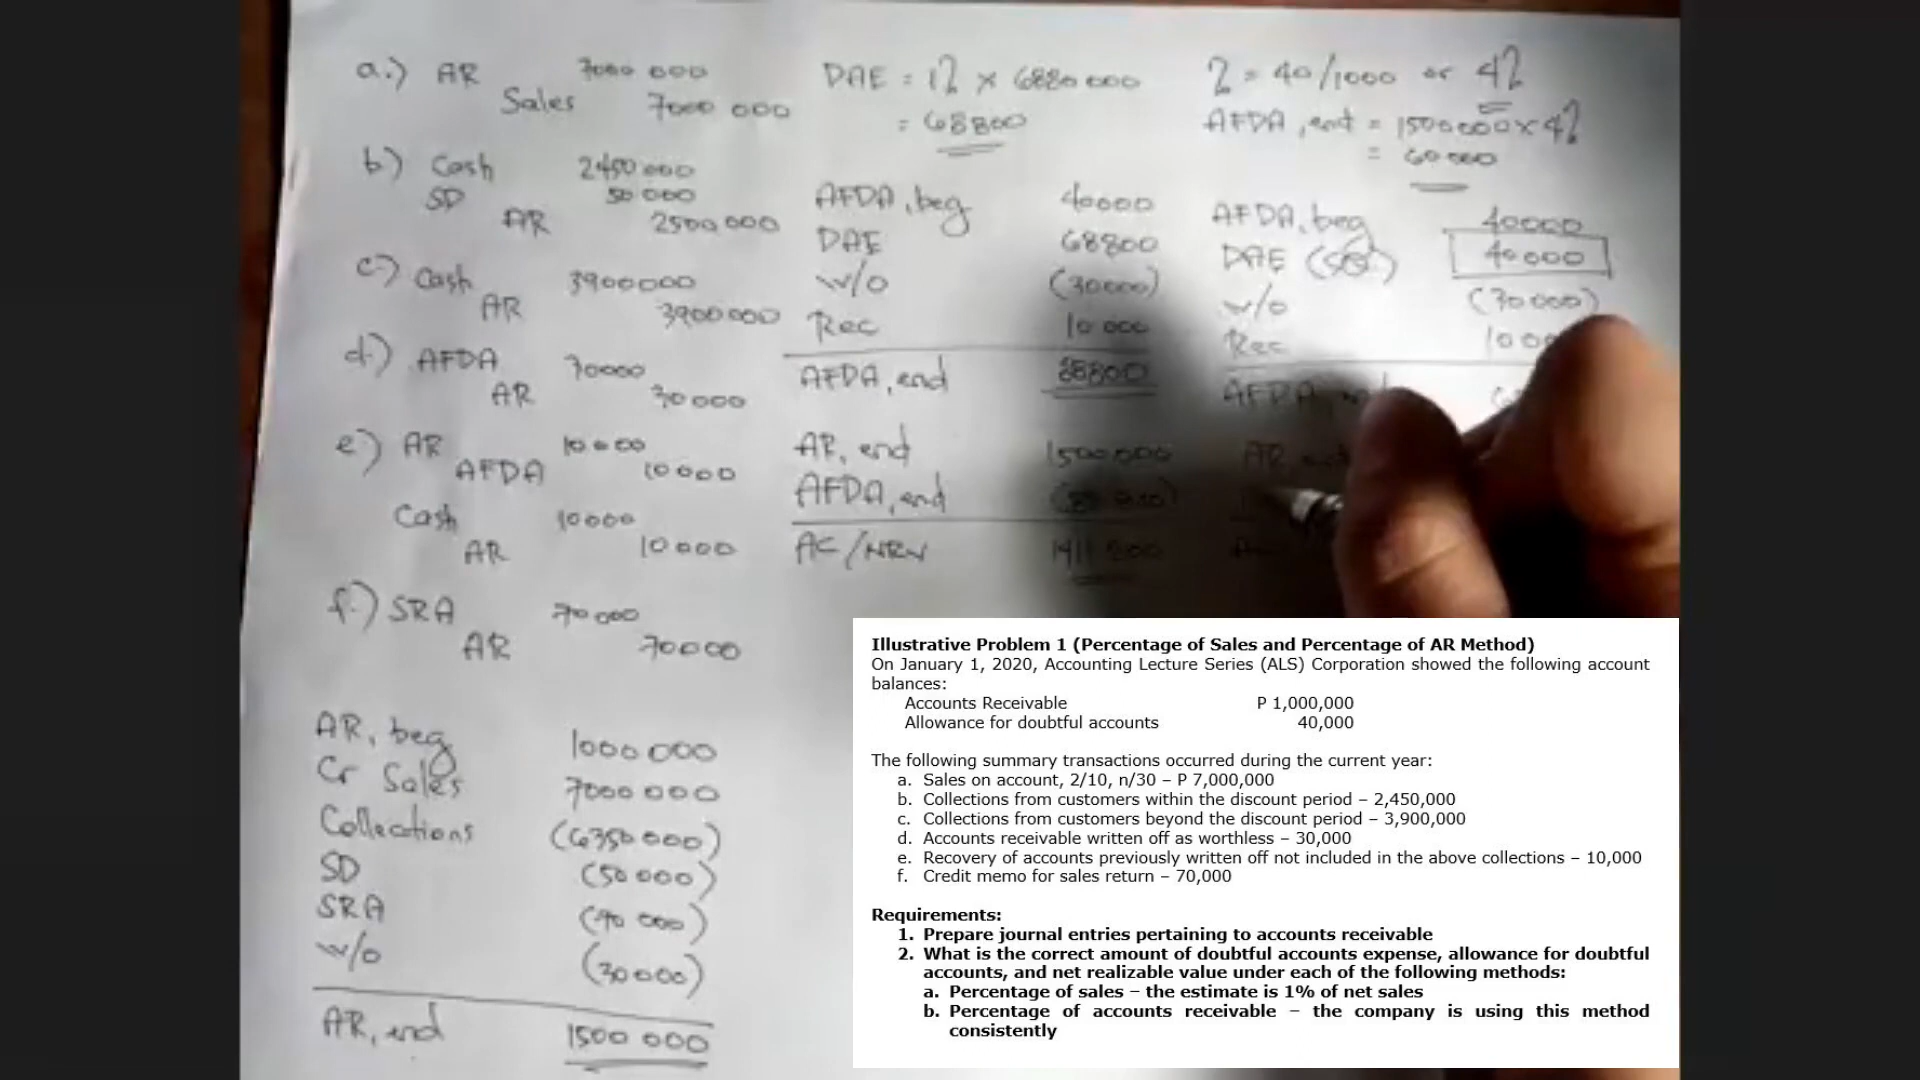 a.) AR 7000 000
Sales 7000 000
b.) Cash 2450 000
SD 50 000
AR 2500,000
c.) Cash 3900000
AR 3900 000
d.) AFDA 30000
AR 30 000
e.) AR 10 000
AFDA 10 000
Cash 10000
AR 10 000
f.) SRA 70 000
AR 70000
AR, beg 1000 000
Cr Sales 7000 000
Collections (6350 000)
SD (50 000)
SRA (70 000)
w/o (30 000)
AR, end 1500 000
DAE = 1% × 6880 000
= 68800
AFDA, beg 40000
DAE 68800
w/o (30000)
Rec 10 000
AFDA, end 88800
AR, end 1500 000
AFDA, end (88 800)
AC/NRV 1411 200
% = 40/1000 or 4%
AFDA, end = 1500 000 × 4%
= 60 000
AFDA, beg 40000
DAE 40 000
w/o (30 000)
Rec
Illustrative Problem 1 (Percentage of Sales and Percentage of AR Method)
On January 1, 2020, Accounting Lecture Series (ALS) Corporation showed the following account
balances:
Accounts Receivable P 1,000,000
Allowance for doubtful accounts 40,000
The following summary transactions occurred during the current year:
a. Sales on account, 2/10, n/30 – P 7,000,000
b. Collections from customers within the discount period – 2,450,000
c. Collections from customers beyond the discount period – 3,900,000
d. Accounts receivable written off as worthless – 30,000
e. Recovery of accounts previously written off not included in the above collections – 10,000
f. Credit memo for sales return – 70,000
Requirements:
1. Prepare journal entries pertaining to accounts receivable
2. What is the correct amount of doubtful accounts expense, allowance for doubtful
accounts, and net realizable value under each of the following methods:
a. Percentage of sales – the estimate is 1% of net sales
b. Percentage of accounts receivable – the company is using this method
consistently